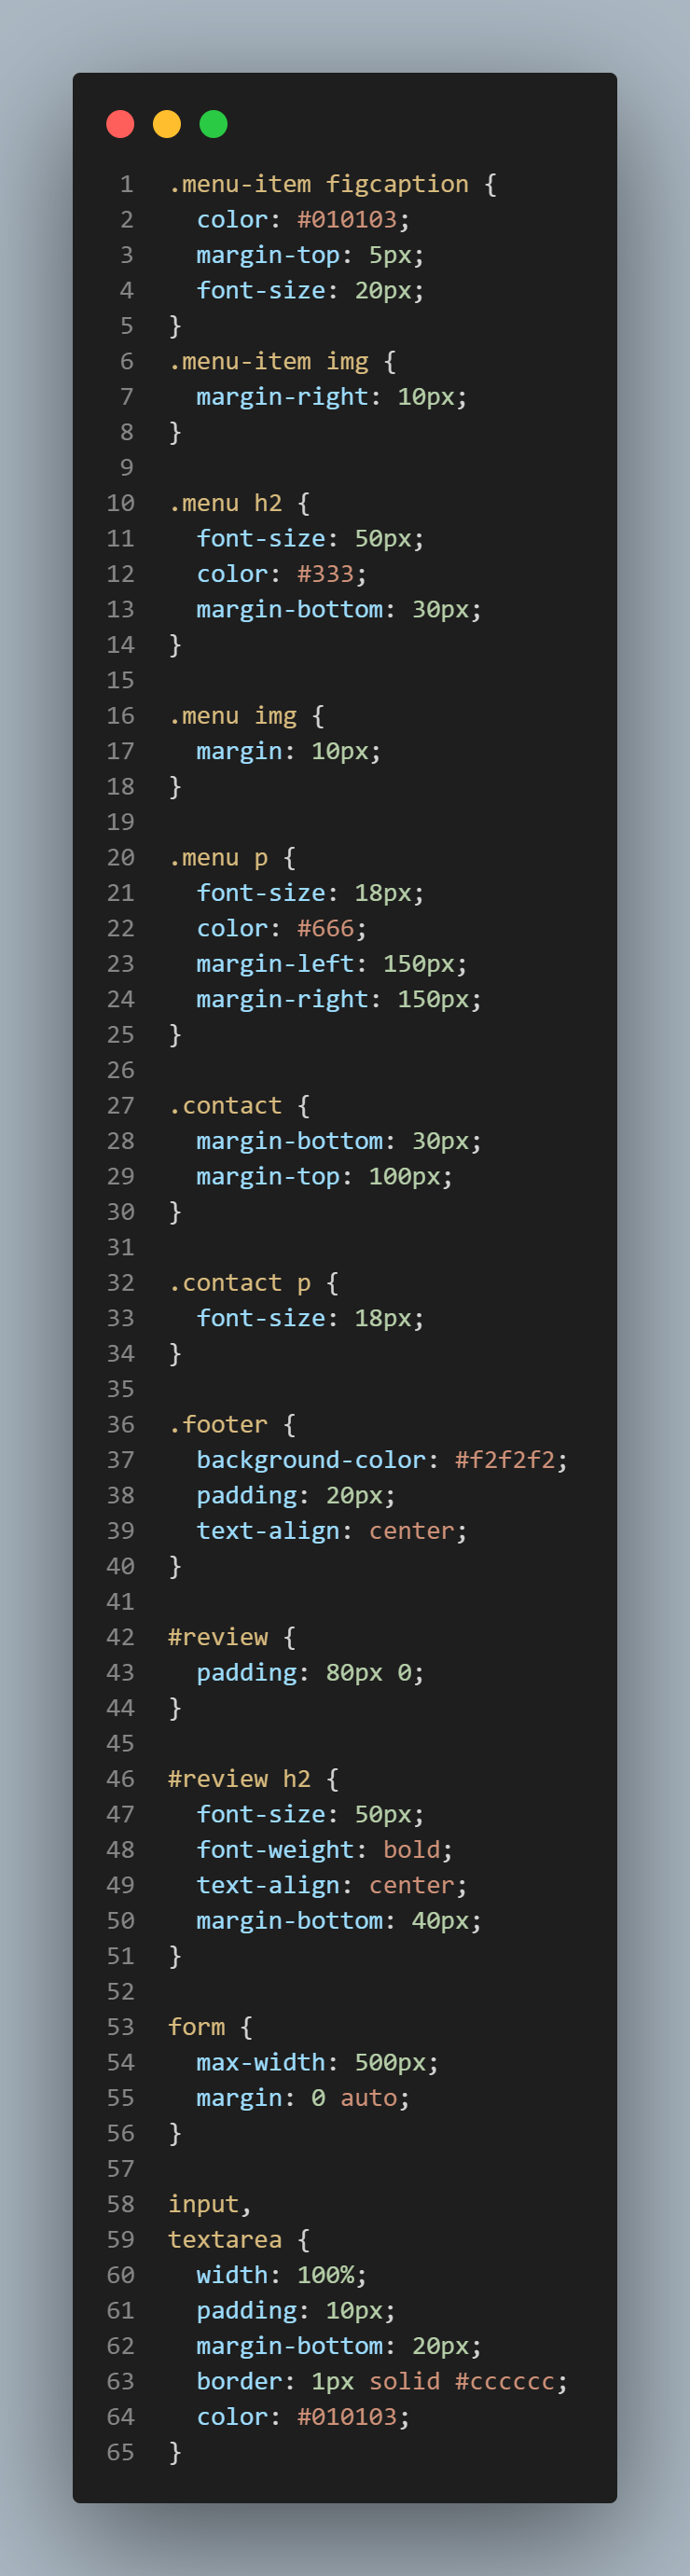 1 .menu-item figcaption {
2   color: #010103;
3   margin-top: 5px;
4   font-size: 20px;
5 }
6 .menu-item img {
7   margin-right: 10px;
8 }
9
10 .menu h2 {
11   font-size: 50px;
12   color: #333;
13   margin-bottom: 30px;
14 }
15
16 .menu img {
17   margin: 10px;
18 }
19
20 .menu p {
21   font-size: 18px;
22   color: #666;
23   margin-left: 150px;
24   margin-right: 150px;
25 }
26
27 .contact {
28   margin-bottom: 30px;
29   margin-top: 100px;
30 }
31
32 .contact p {
33   font-size: 18px;
34 }
35
36 .footer {
37   background-color: #f2f2f2;
38   padding: 20px;
39   text-align: center;
40 }
41
42 #review {
43   padding: 80px 0;
44 }
45
46 #review h2 {
47   font-size: 50px;
48   font-weight: bold;
49   text-align: center;
50   margin-bottom: 40px;
51 }
52
53 form {
54   max-width: 500px;
55   margin: 0 auto;
56 }
57
58 input,
59 textarea {
60   width: 100%;
61   padding: 10px;
62   margin-bottom: 20px;
63   border: 1px solid #cccccc;
64   color: #010103;
65 }